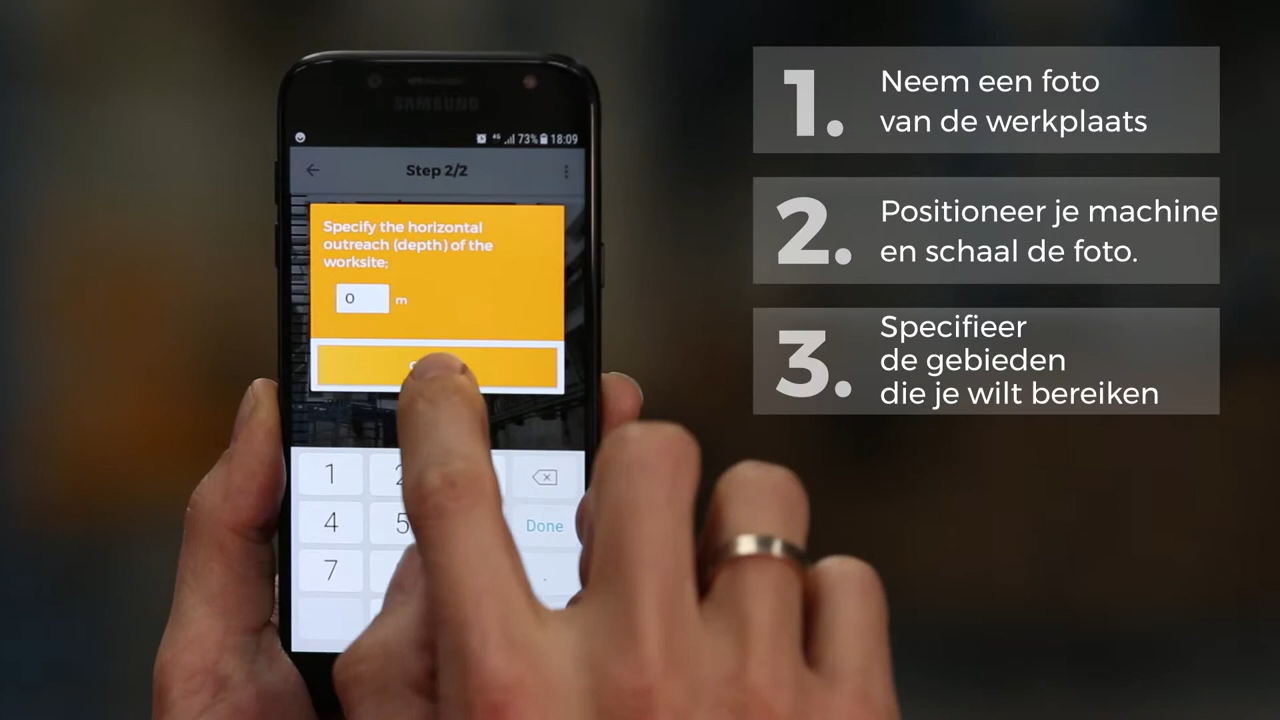 SAMSUNG
4G 73% 18:09
Step 2/2
Specify the horizontal
outreach (depth) of the
worksite:
0 m
1 2
4 5 Done
7 .
1. Neem een foto
van de werkplaats
2. Positioneer je machine
en schaal de foto.
3. Specifieer
de gebieden
die je wilt bereiken